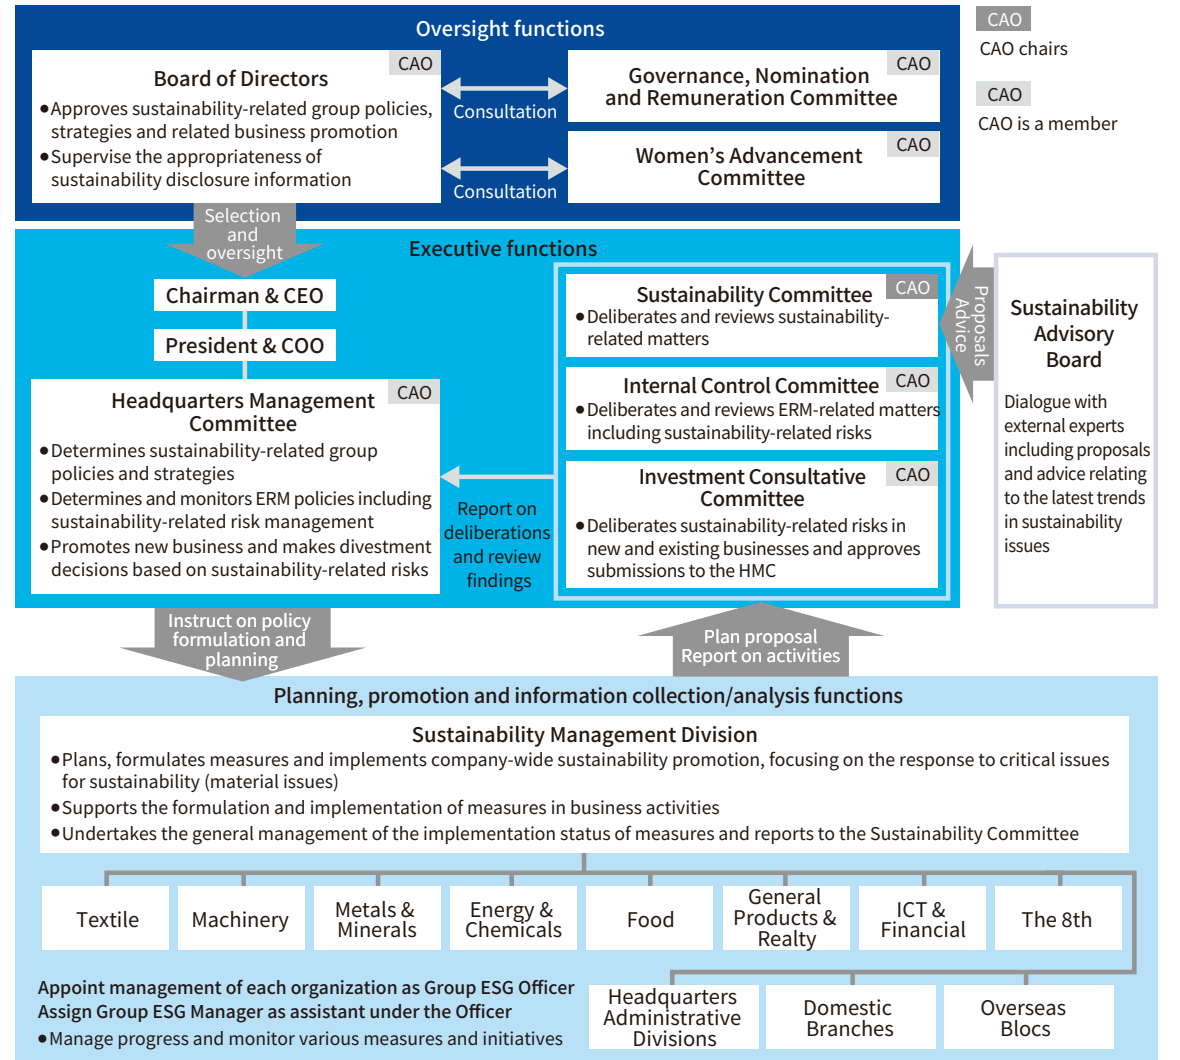 Oversight functions
CAO
CAO chairs
CAO
CAO is a member
CAO
Board of Directors
●Approves sustainability-related group policies,
strategies and related business promotion
●Supervise the appropriateness of
sustainability disclosure information
Consultation
CAO
Governance, Nomination
and Remuneration Committee
Consultation
CAO
Women’s Advancement
Committee
Selection
and
oversight
Executive functions
Chairman & CEO
President & COO
CAO
Headquarters Management
Committee
●Determines sustainability-related group
policies and strategies
●Determines and monitors ERM policies including
sustainability-related risk management
●Promotes new business and makes divestment
decisions based on sustainability-related risks
Report on
deliberations
and review
findings
CAO
Sustainability Committee
●Deliberates and reviews sustainability-
related matters
CAO
Internal Control Committee
●Deliberates and reviews ERM-related matters
including sustainability-related risks
CAO
Investment Consultative
Committee
●Deliberates sustainability-related risks in
new and existing businesses and approves
submissions to the HMC
Proposals
Advice
Sustainability
Advisory
Board
Dialogue with
external experts
including proposals
and advice relating
to the latest trends
in sustainability
issues
Instruct on policy
formulation and
planning
Plan proposal
Report on activities
Planning, promotion and information collection/analysis functions
Sustainability Management Division
●Plans, formulates measures and implements company-wide sustainability promotion, focusing on the response to critical issues
for sustainability (material issues)
●Supports the formulation and implementation of measures in business activities
●Undertakes the general management of the implementation status of measures and reports to the Sustainability Committee
Textile
Machinery
Metals &
Minerals
Energy &
Chemicals
Food
General
Products &
Realty
ICT &
Financial
The 8th
Appoint management of each organization as Group ESG Officer
Assign Group ESG Manager as assistant under the Officer
●Manage progress and monitor various measures and initiatives
Headquarters
Administrative
Divisions
Domestic
Branches
Overseas
Blocs